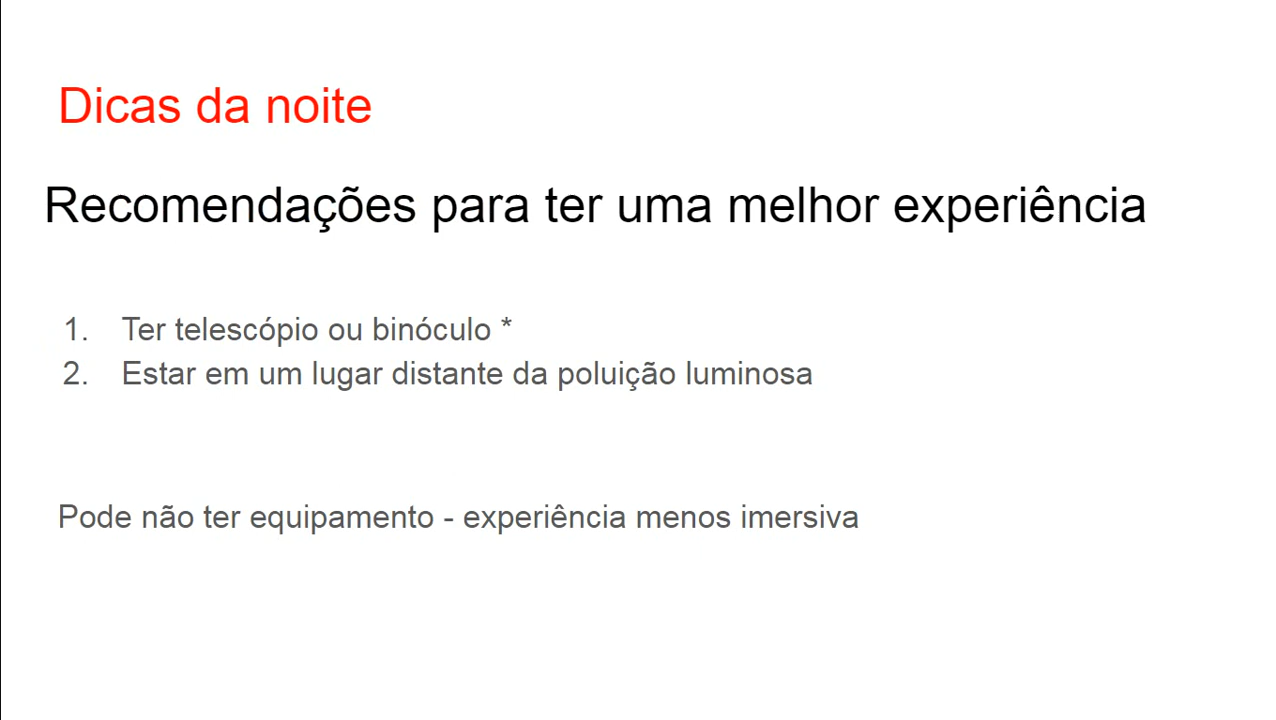 Dicas da noite
Recomendações para ter uma melhor experiência
1. Ter telescópio ou binóculo *
2. Estar em um lugar distante da poluição luminosa
Pode não ter equipamento - experiência menos imersiva